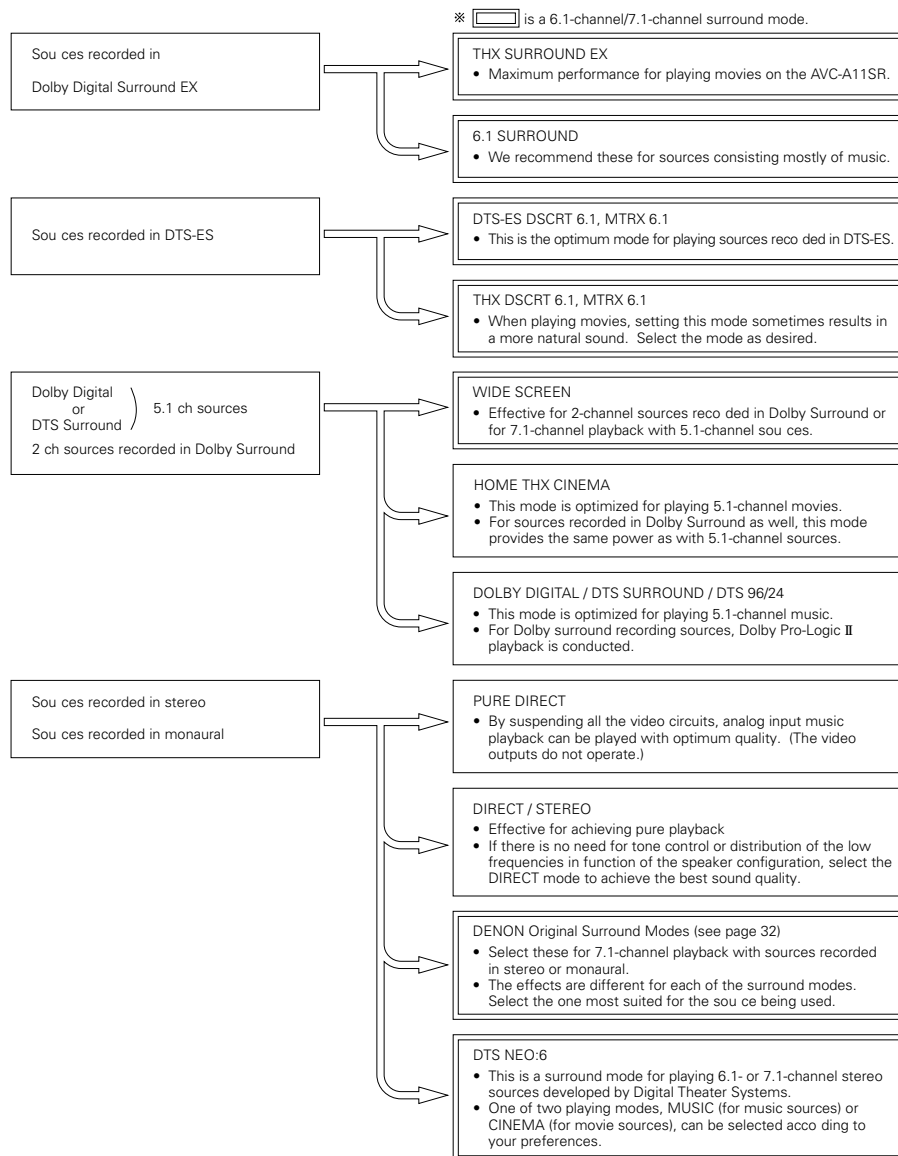 ※ is a 6.1-channel/7.1-channel surround mode.
Sou ces recorded in
Dolby Digital Surround EX
THX SURROUND EX
• Maximum performance for playing movies on the AVC-A11SR.
6.1 SURROUND
• We recommend these for sources consisting mostly of music.
Sou ces recorded in DTS-ES
DTS-ES DSCRT 6.1, MTRX 6.1
• This is the optimum mode for playing sources reco ded in DTS-ES.
THX DSCRT 6.1, MTRX 6.1
• When playing movies, setting this mode sometimes results in
a more natural sound. Select the mode as desired.
Dolby Digital
or
DTS Surround
5.1 ch sources
2 ch sources recorded in Dolby Surround
WIDE SCREEN
• Effective for 2-channel sources reco ded in Dolby Surround or
for 7.1-channel playback with 5.1-channel sou ces.
HOME THX CINEMA
• This mode is optimized for playing 5.1-channel movies.
• For sources recorded in Dolby Surround as well, this mode
provides the same power as with 5.1-channel sources.
DOLBY DIGITAL / DTS SURROUND / DTS 96/24
• This mode is optimized for playing 5.1-channel music.
• For Dolby surround recording sources, Dolby Pro-Logic II
playback is conducted.
Sou ces recorded in stereo
Sou ces recorded in monaural
PURE DIRECT
• By suspending all the video circuits, analog input music
playback can be played with optimum quality. (The video
outputs do not operate.)
DIRECT / STEREO
• Effective for achieving pure playback
• If there is no need for tone control or distribution of the low
frequencies in function of the speaker configuration, select the
DIRECT mode to achieve the best sound quality.
DENON Original Surround Modes (see page 32)
• Select these for 7.1-channel playback with sources recorded
in stereo or monaural.
• The effects are different for each of the surround modes.
Select the one most suited for the sou ce being used.
DTS NEO:6
• This is a surround mode for playing 6.1- or 7.1-channel stereo
sources developed by Digital Theater Systems.
• One of two playing modes, MUSIC (for music sources) or
CINEMA (for movie sources), can be selected acco ding to
your preferences.